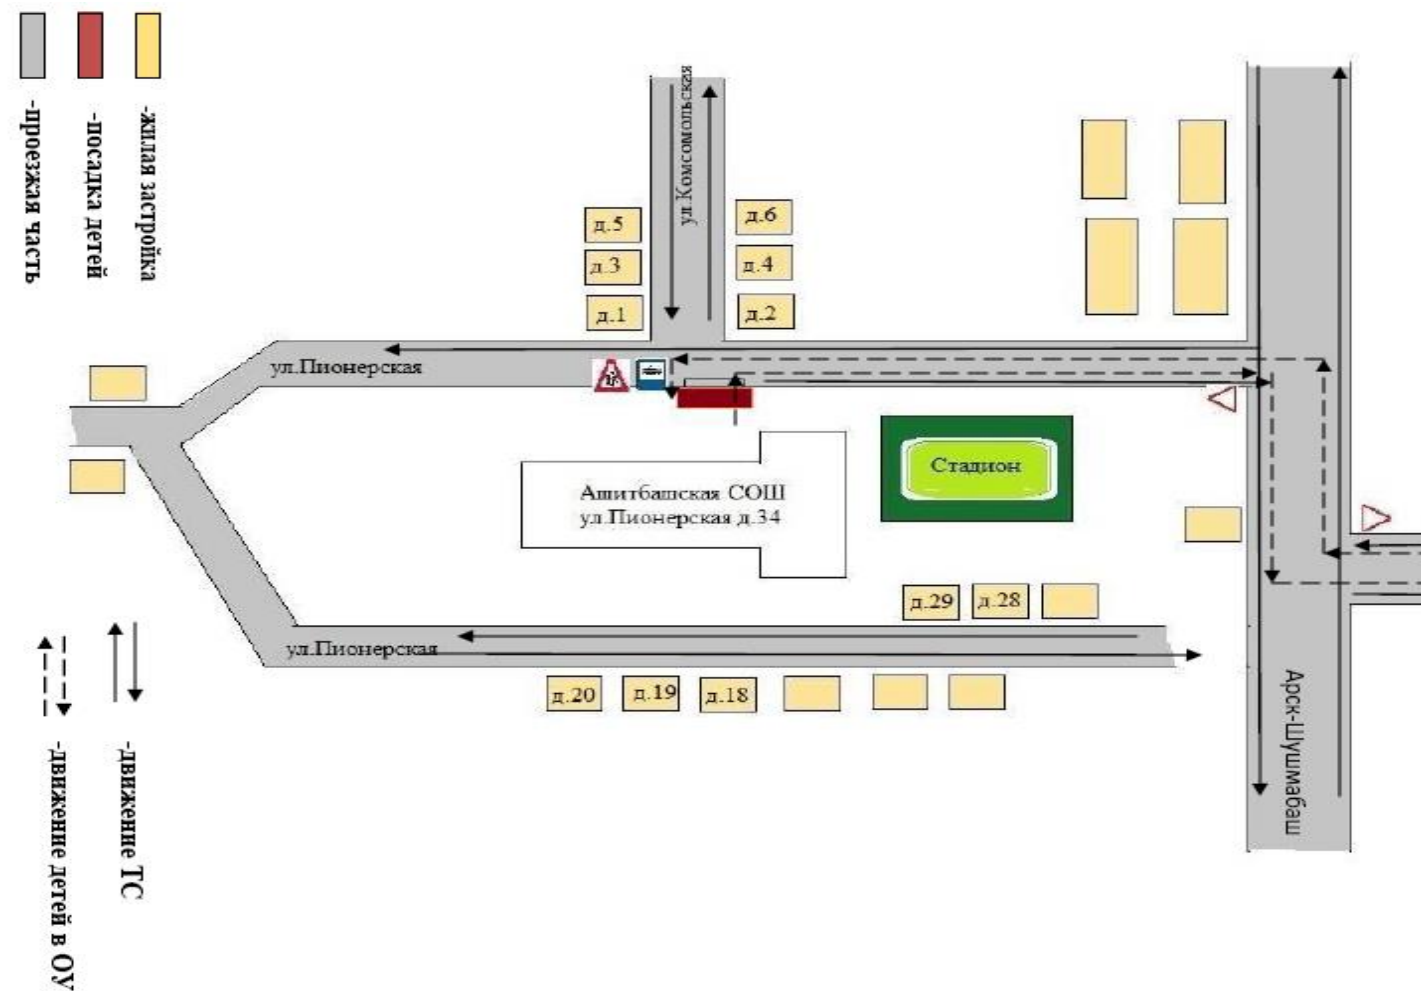 -проезжая часть
-посадка детей
-жилая застройка
ул.Комсомольская
д.5
д.6
д.3
д.4
д.1
д.2
ул.Пионерская
Стадион
Ашитбашская СОШ
ул.Пионерская д.34
д.29
д.28
ул.Пионерская
д.20
д.19
д.18
Арск-Шушмабаш
-движение ТС
-движение детей в ОУ